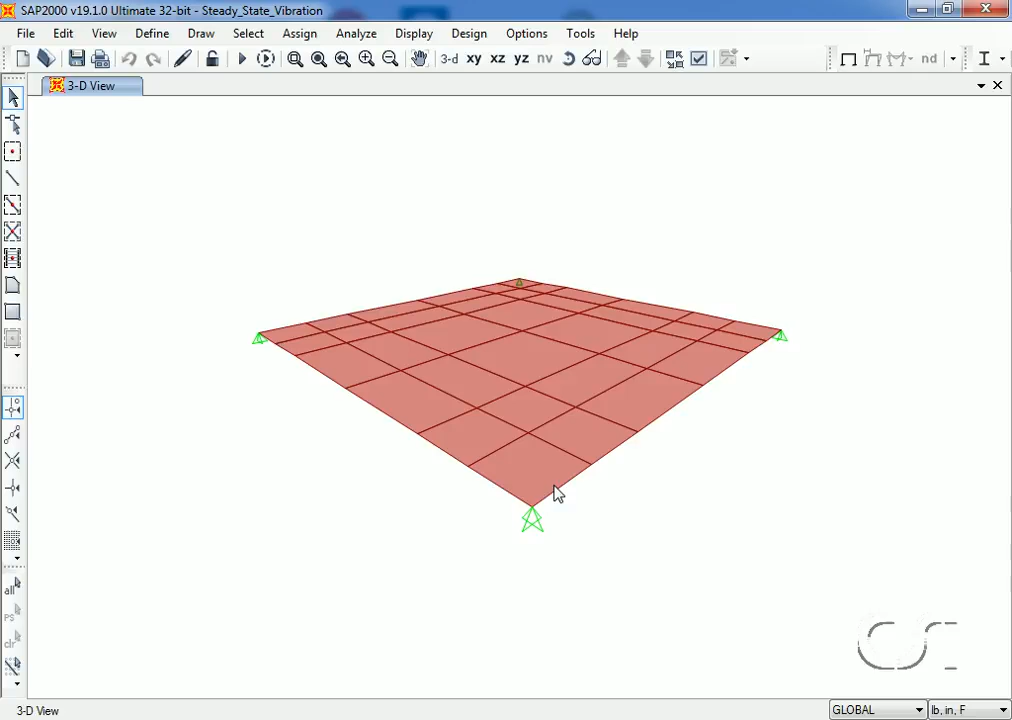 SAP2000 v19.1.0 Ultimate 32-bit - Steady_State_Vibration
File Edit View Define Draw Select Assign Analyze Display Design Options Tools Help
3-d xy xz yz nv nd
3-D View
all
ps
clr
CSI
3-D View GLOBAL lb, in, F